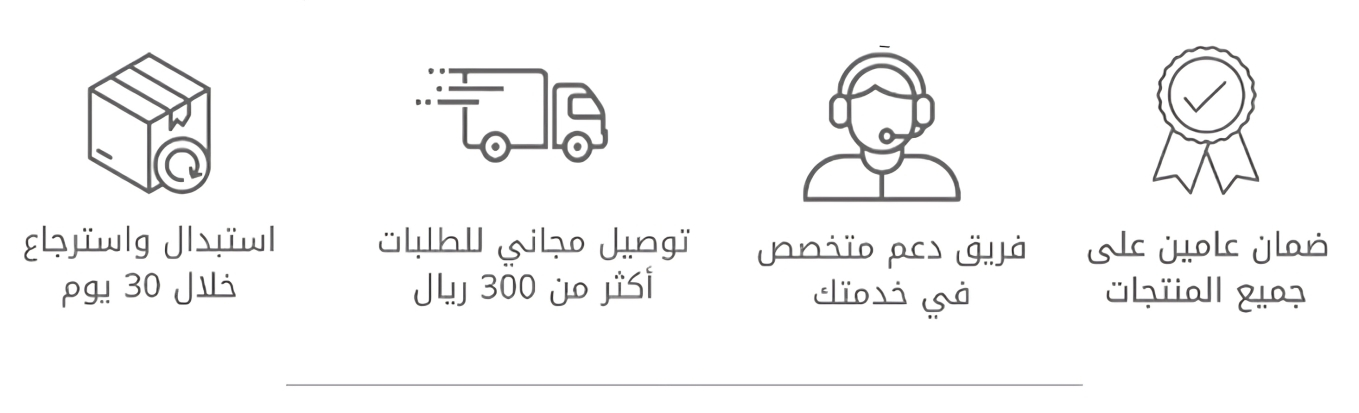 ضمان عامين على
جميع المنتجات
فريق دعم متخصص
في خدمتك
توصيل مجاني للطلبات
أكثر من 300 ريال
استبدال واسترجاع
خلال 30 يوم